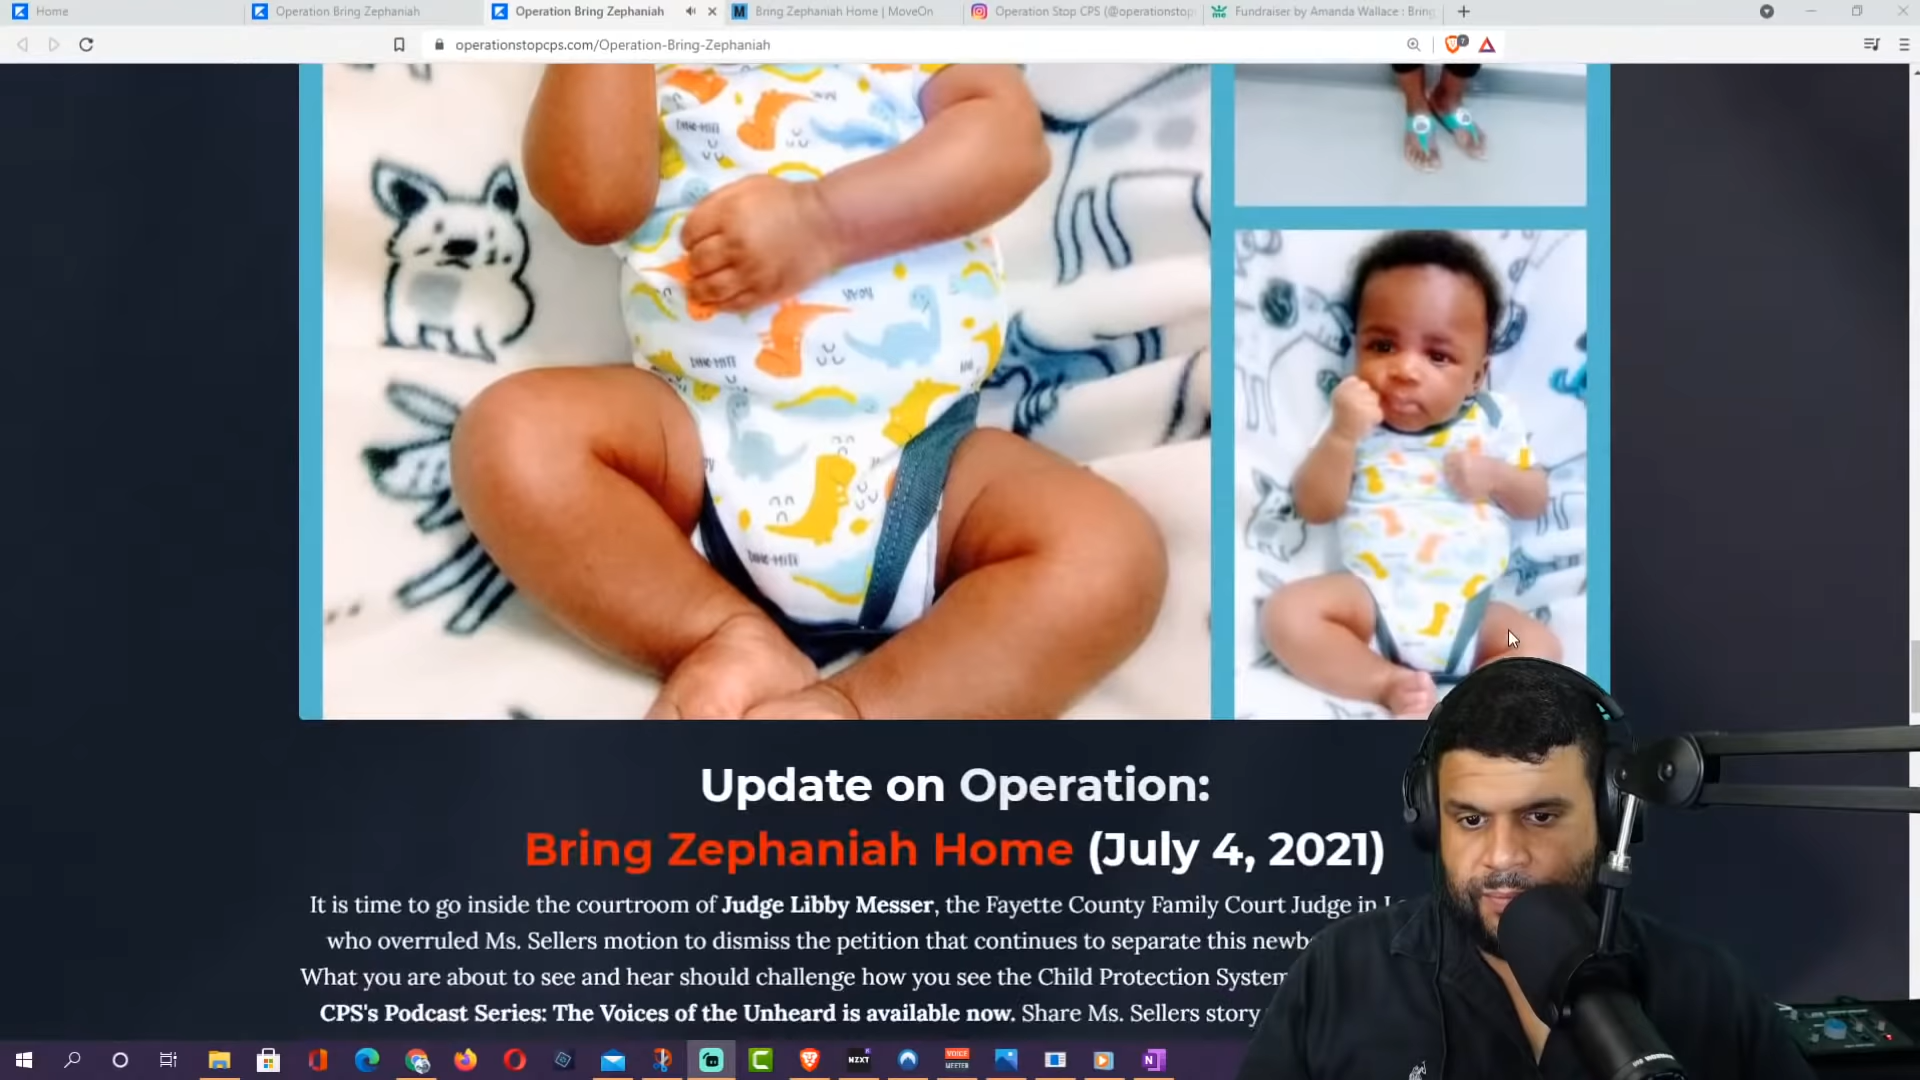 Home
Operation Bring Zephaniah
Operation Bring Zephaniah
Bring Zephaniah Home | MoveOn
Operation Stop CPS (@operationstop
Fundraiser by Amanda Wallace : Bring
operationstopcps.com/Operation-Bring-Zephaniah
Update on Operation:
Bring Zephaniah Home (July 4, 2021)
It is time to go inside the courtroom of Judge Libby Messer, the Fayette County Family Court Judge in
who overruled Ms. Sellers motion to dismiss the petition that continues to separate this
What you are about to see and hear should challenge how you see the Child Protection System
CPS's Podcast Series: The Voices of the Unheard is available now. Share Ms. Sellers story
NZXT
VOICE
MEETER